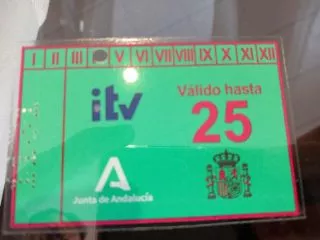 I II III V VI VII VIII IX X XI XII
itv
Válido hasta
25
Junta de Andalucía